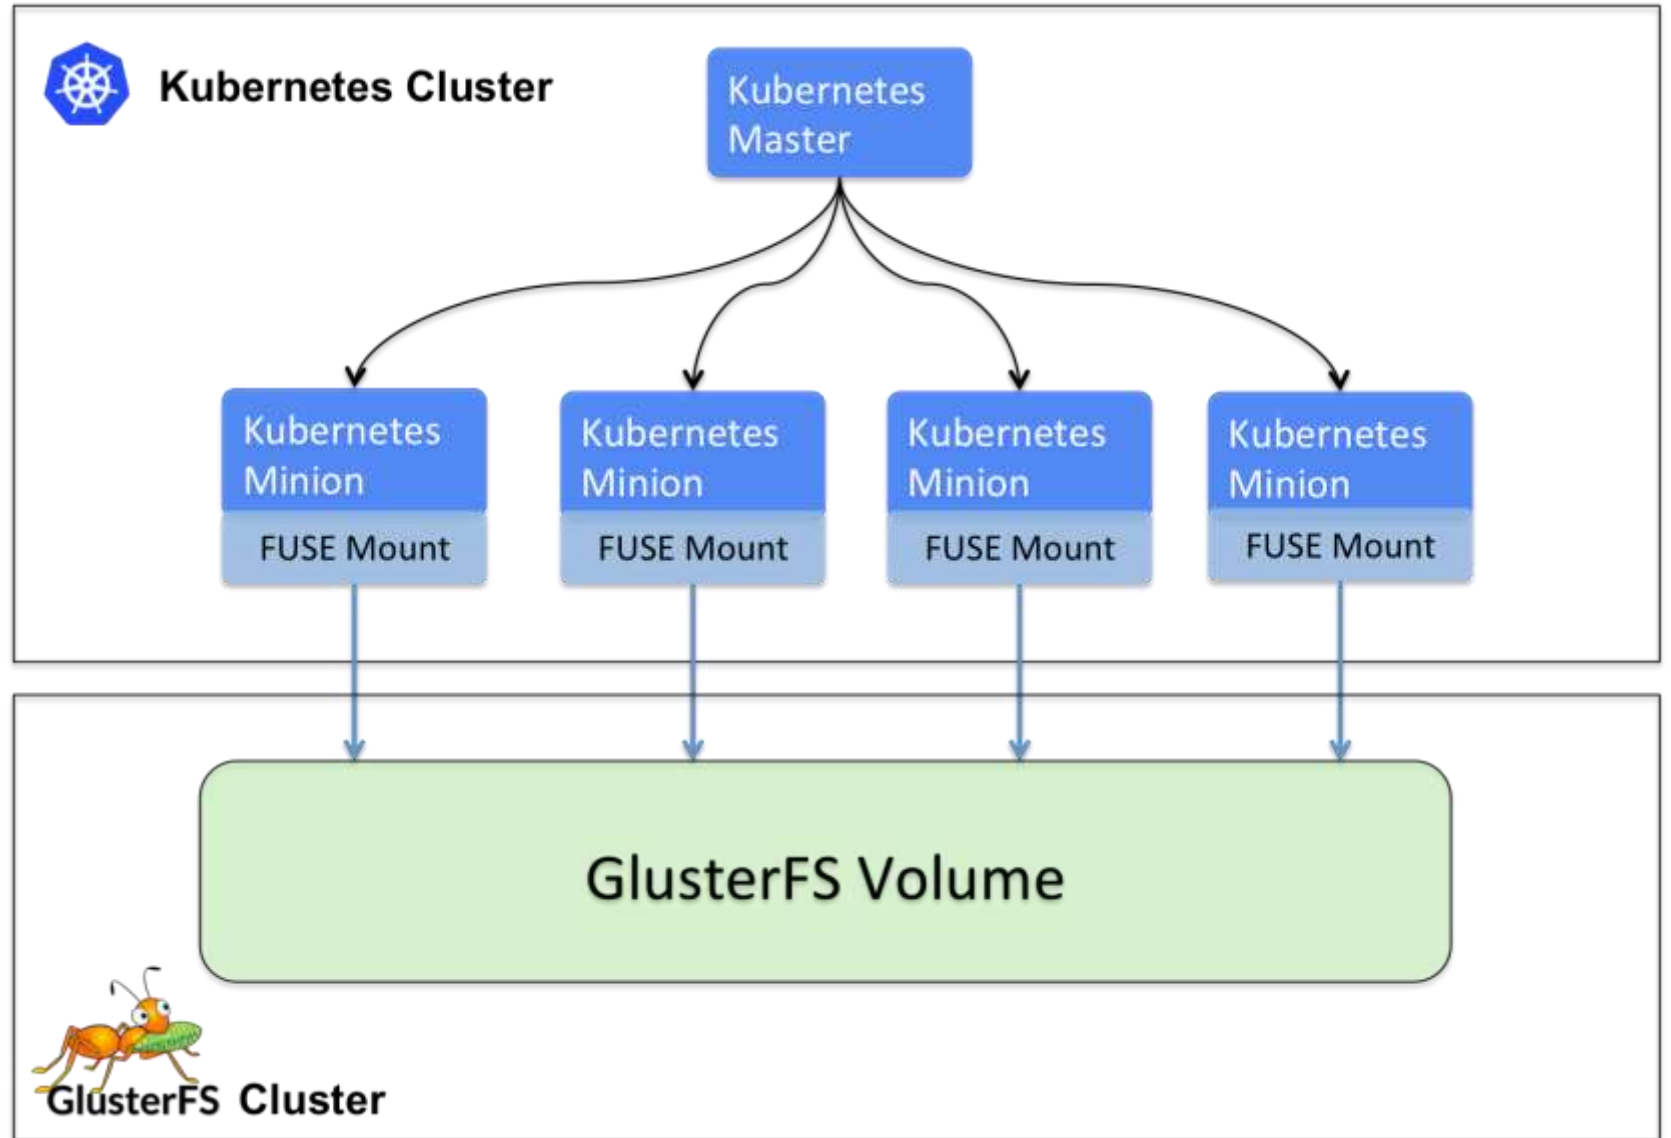 Kubernetes Cluster
Kubernetes
Master
Kubernetes
Minion
FUSE Mount
Kubernetes
Minion
FUSE Mount
Kubernetes
Minion
FUSE Mount
Kubernetes
Minion
FUSE Mount
GlusterFS Volume
GlusterFS Cluster